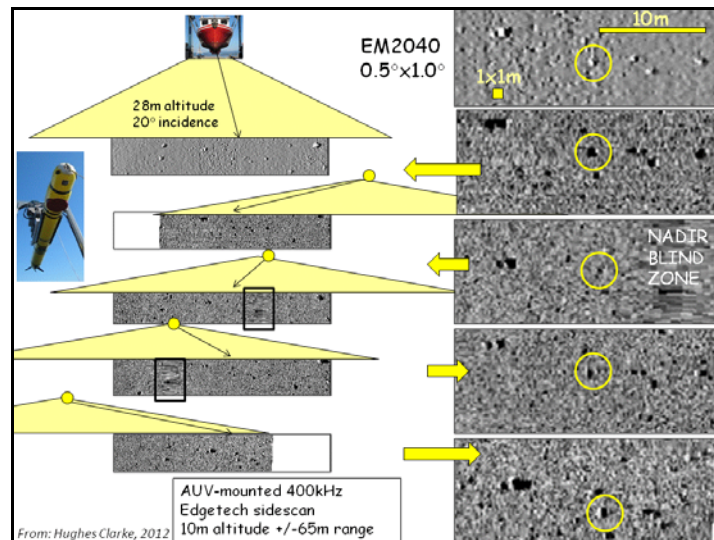 EM2040
0.5°x1.0°
10m
1x1m
28m altitude
20° incidence
NADIR
BLIND
ZONE
AUV-mounted 400kHz
Edgetech sidescan
10m altitude +/-65m range
From: Hughes Clarke, 2012